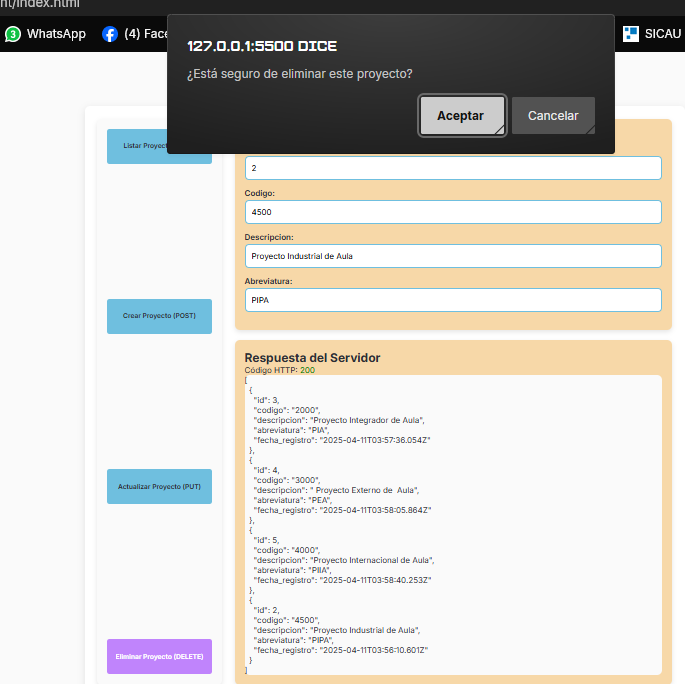 nt/index.html
3 WhatsApp
(4) Face
SICAU
127.0.0.1:5500 DICE
¿Está seguro de eliminar este proyecto?
Aceptar
Cancelar
Listar Proyect
Crear Proyecto (POST)
Actualizar Proyecto (PUT)
Eliminar Proyecto (DELETE)
2
Codigo:
4500
Descripcion:
Proyecto Industrial de Aula
Abreviatura:
PIPA
Respuesta del Servidor
Código HTTP: 200
[
{
"id": 3,
"codigo": "2000",
"descripcion": "Proyecto Integrador de Aula",
"abreviatura": "PIA",
"fecha_registro": "2025-04-11T03:57:36.054Z"
},
{
"id": 4,
"codigo": "3000",
"descripcion": " Proyecto Externo de  Aula",
"abreviatura": "PEA",
"fecha_registro": "2025-04-11T03:58:05.864Z"
},
{
"id": 5,
"codigo": "4000",
"descripcion": "Proyecto Internacional de Aula",
"abreviatura": "PIIA",
"fecha_registro": "2025-04-11T03:58:40.253Z"
},
{
"id": 2,
"codigo": "4500",
"descripcion": "Proyecto Industrial de Aula",
"abreviatura": "PIPA",
"fecha_registro": "2025-04-11T03:56:10.601Z"
}
]